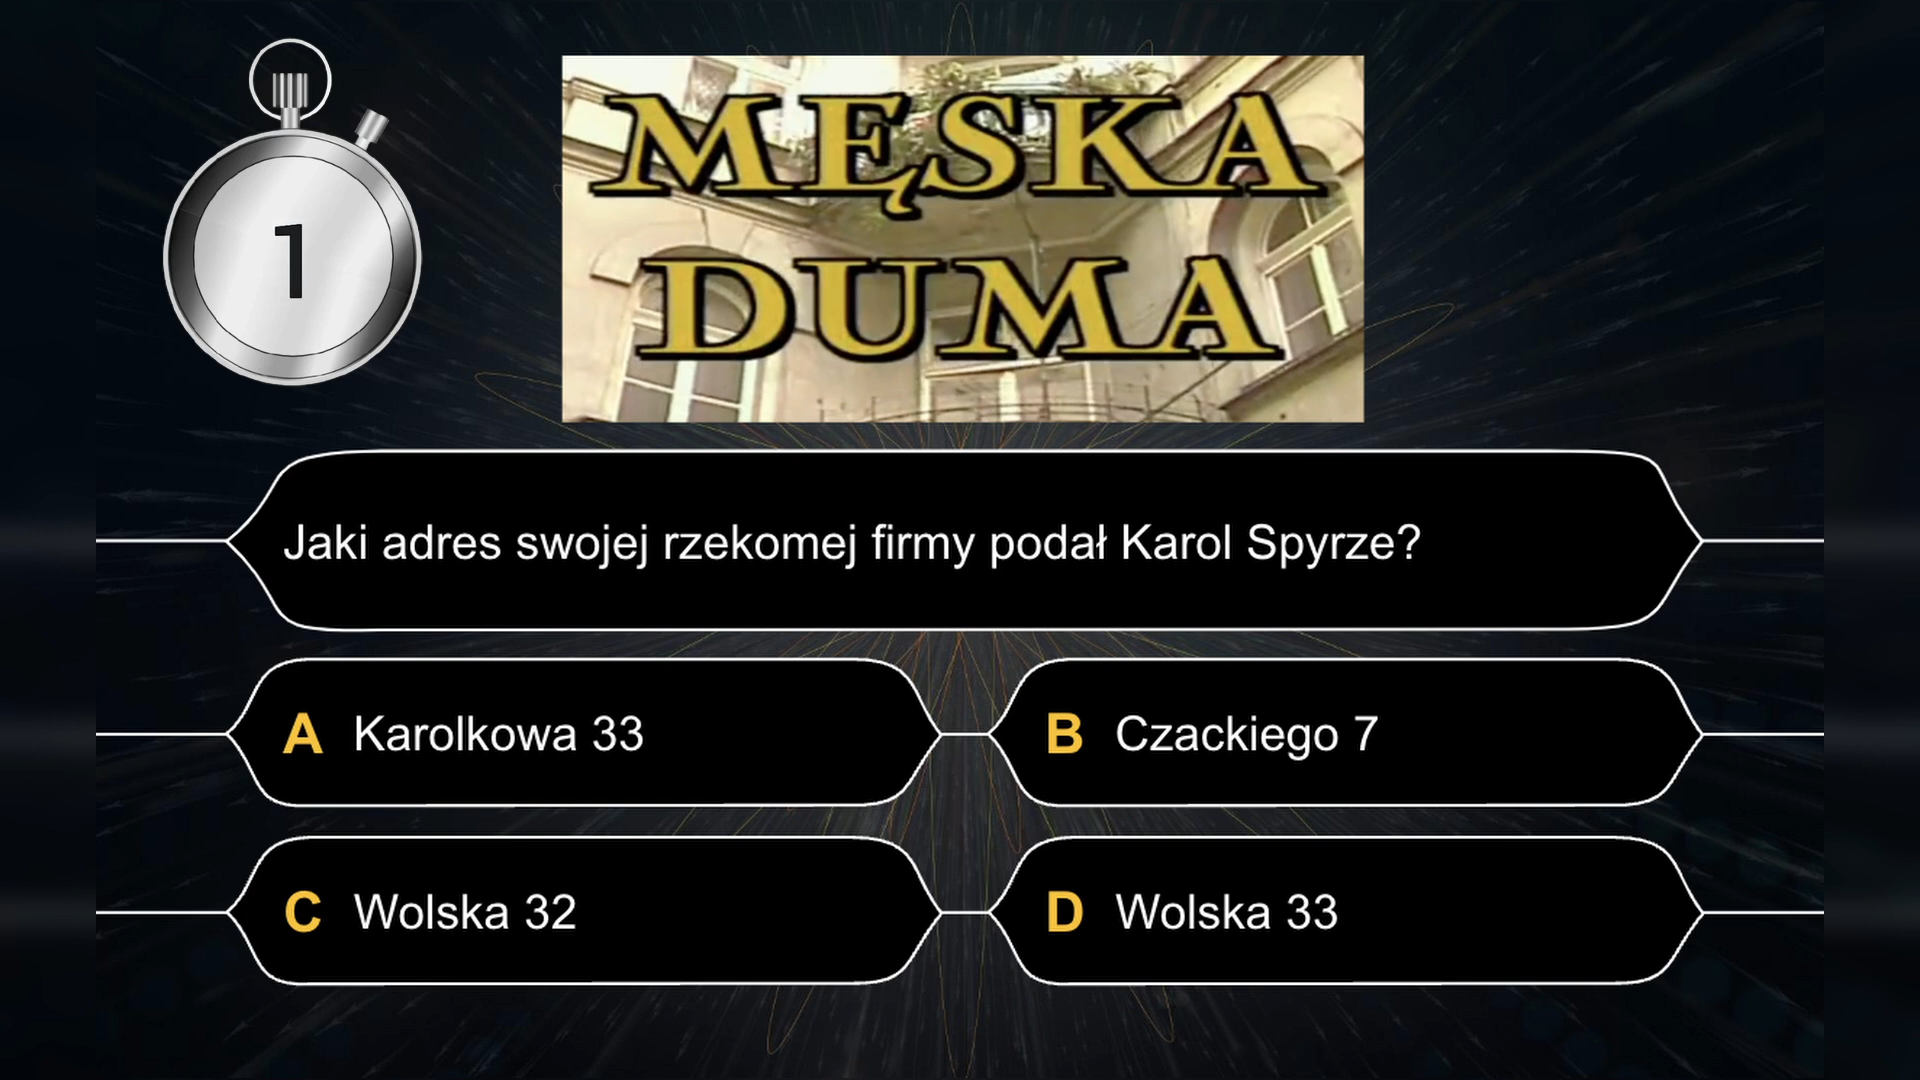 1
MĘSKA
DUMA
Jaki adres swojej rzekomej firmy podał Karol Spyrze?
A Karolkowa 33
B Czackiego 7
C Wolska 32
D Wolska 33